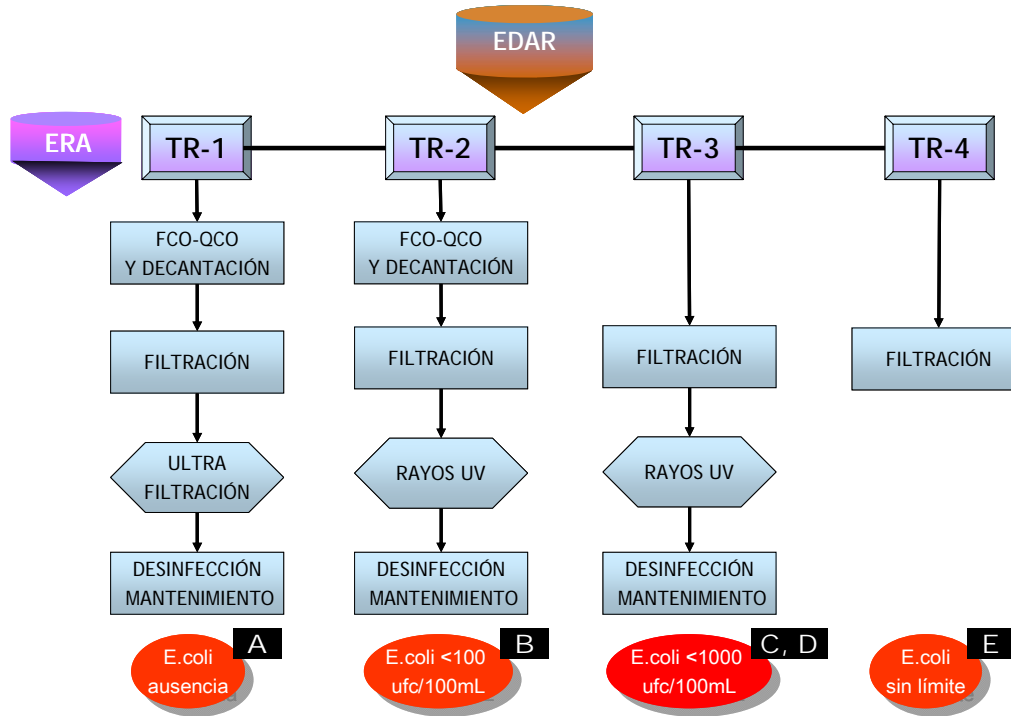 EDAR
ERA
TR-1
TR-2
TR-3
TR-4
FCO-QCO
Y DECANTACIÓN
FCO-QCO
Y DECANTACIÓN
FILTRACIÓN
FILTRACIÓN
FILTRACIÓN
FILTRACIÓN
ULTRA
FILTRACIÓN
RAYOS UV
RAYOS UV
DESINFECCIÓN
MANTENIMIENTO
DESINFECCIÓN
MANTENIMIENTO
DESINFECCIÓN
MANTENIMIENTO
A
E.coli
ausencia
B
E.coli <100
ufc/100mL
C, D
E.coli <1000
ufc/100mL
E
E.coli
sin límite